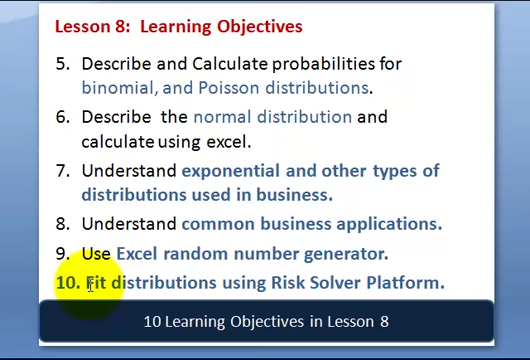 Lesson 8: Learning Objectives
5. Describe and Calculate probabilities for
binomial, and Poisson distributions.
6. Describe the normal distribution and
calculate using excel.
7. Understand exponential and other types of
distributions used in business.
8. Understand common business applications.
9. Use Excel random number generator.
10. Fit distributions using Risk Solver Platform.
10 Learning Objectives in Lesson 8